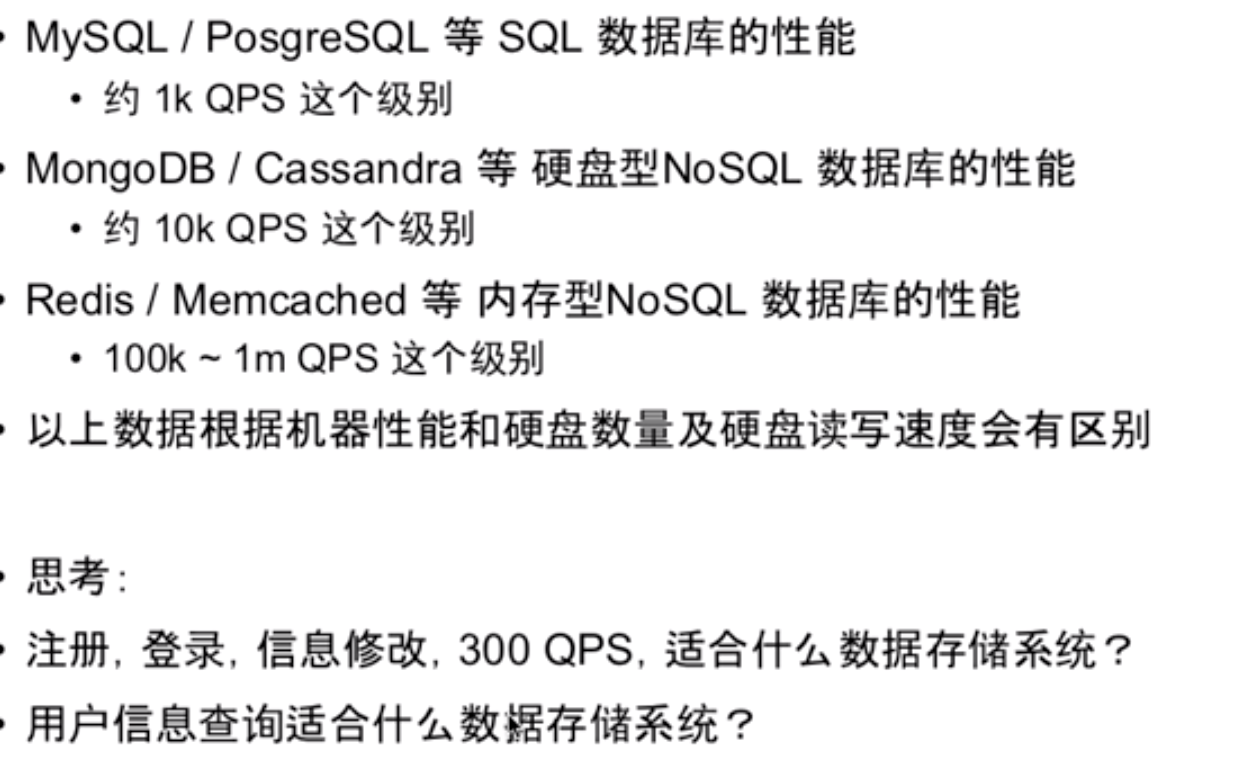 • MySQL / PosgreSQL 等 SQL 数据库的性能
• 约 1k QPS 这个级别
• MongoDB / Cassandra 等 硬盘型NoSQL 数据库的性能
• 约 10k QPS 这个级别
• Redis / Memcached 等 内存型NoSQL 数据库的性能
• 100k ~ 1m QPS 这个级别
• 以上数据根据机器性能和硬盘数量及硬盘读写速度会有区别
• 思考：
• 注册, 登录, 信息修改, 300 QPS, 适合什么数据存储系统？
• 用户信息查询适合什么数据存储系统？